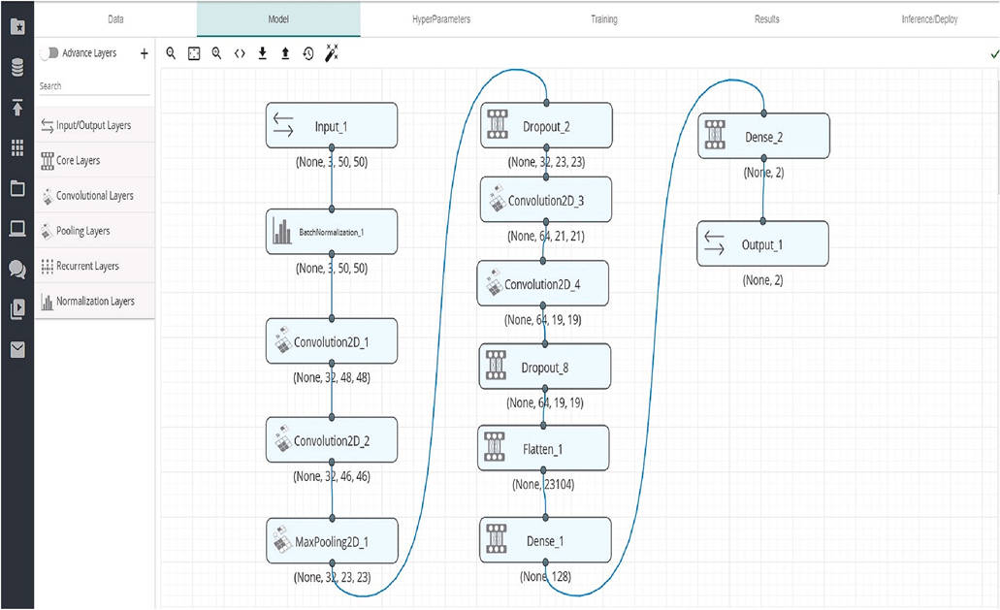 Data
Model
HyperParameters
Training
Results
Inference/Deploy
Advance Layers +
Search
Input/Output Layers
Core Layers
Convolutional Layers
Pooling Layers
Recurrent Layers
Normalization Layers
Input_1
(None, 3, 50, 50)
BatchNormalization_1
(None, 3, 50, 50)
Convolution2D_1
(None, 32, 48, 48)
Convolution2D_2
(None, 32, 46, 46)
MaxPooling2D_1
(None, 32, 23, 23)
Dropout_2
(None, 32, 23, 23)
Convolution2D_3
(None, 64, 21, 21)
Convolution2D_4
(None, 64, 19, 19)
Dropout_8
(None, 64, 19, 19)
Flatten_1
(None, 23104)
Dense_1
(None, 128)
Dense_2
(None, 2)
Output_1
(None, 2)